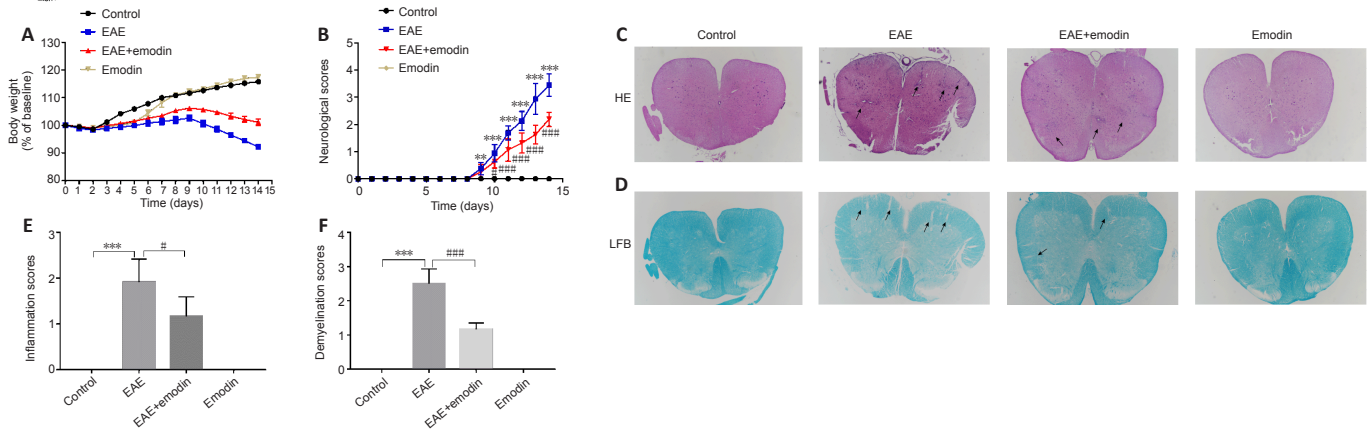 Control
EAE
EAE+emodin
Emodin
A
Body weight
(% of baseline)
130
120
110
100
90
80
0 1 2 3 4 5 6 7 8 9 10 11 12 13 14 15
Time (days)
Control
EAE
EAE+emodin
Emodin
B
Neurological scores
5
4
3
2
1
0
** *** *** *** *** ***
# ### ### ### ###
0 5 10 15
Time (days)
C
Control EAE EAE+emodin Emodin
HE
D
LFB
E
Inflammation scores
3
2
1
0
*** #
Control EAE EAE+emodin Emodin
F
Demyelination scores
4
3
2
1
0
*** ###
Control EAE EAE+emodin Emodin